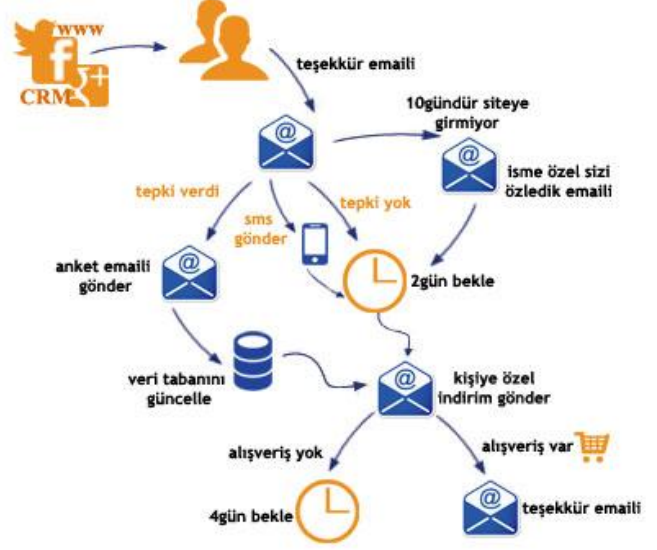 www
f
g+
CRM
teşekkür emaili
10gündür siteye
girmiyor
@
@
isme özel sizi
özledik emaili
tepki verdi
tepki yok
sms
gönder
anket emaili
gönder
@
2gün bekle
veri tabanını
güncelle
@
kişiye özel
indirim gönder
alışveriş yok
alışveriş var
4gün bekle
@
teşekkür emaili